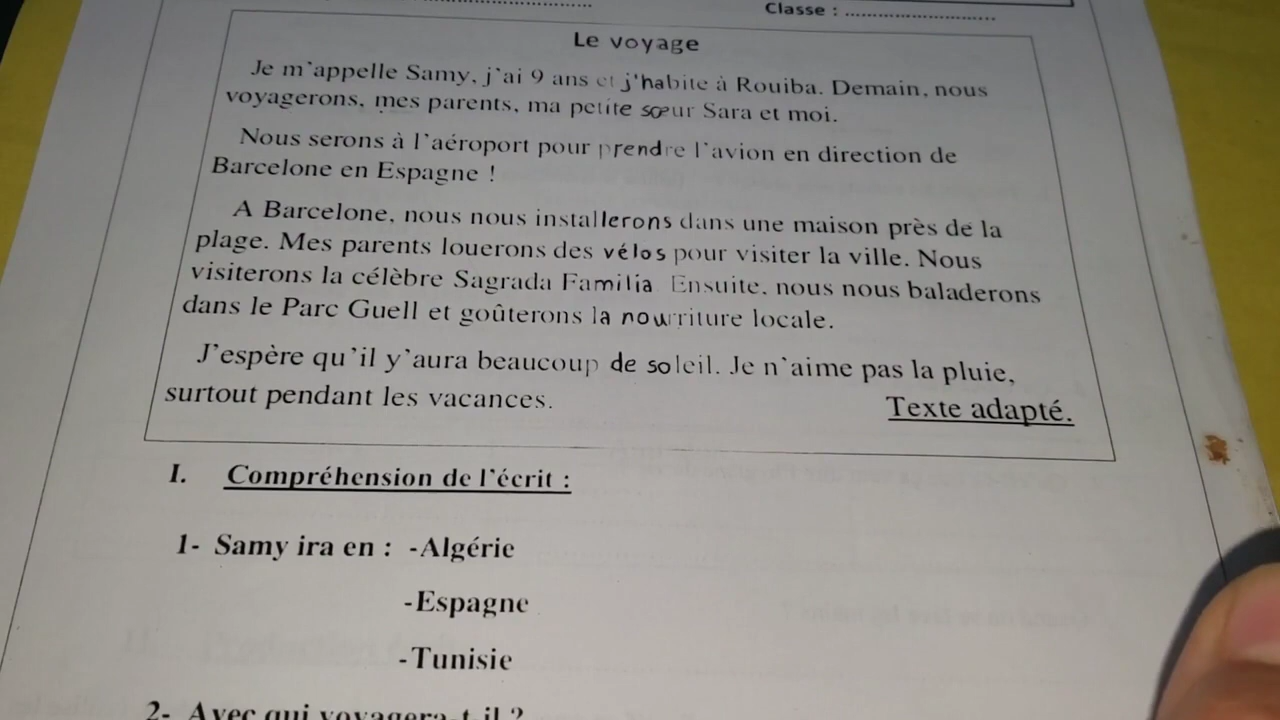 Classe : ..............................
Le voyage
Je m'appelle Samy, j'ai 9 ans et j'habite à Rouiba. Demain, nous
voyagerons, mes parents, ma petite sœur Sara et moi.
Nous serons à l'aéroport pour prendre l'avion en direction de
Barcelone en Espagne !
A Barcelone, nous nous installerons dans une maison près de la
plage. Mes parents louerons des vélos pour visiter la ville. Nous
visiterons la célèbre Sagrada Familia. Ensuite, nous nous baladerons
dans le Parc Guell et goûterons la nourriture locale.
J'espère qu'il y'aura beaucoup de soleil. Je n'aime pas la pluie,
surtout pendant les vacances.
Texte adapté.
I. Compréhension de l'écrit :
1- Samy ira en : -Algérie
-Espagne
-Tunisie
2- Avec qui voyagera-t-il ?